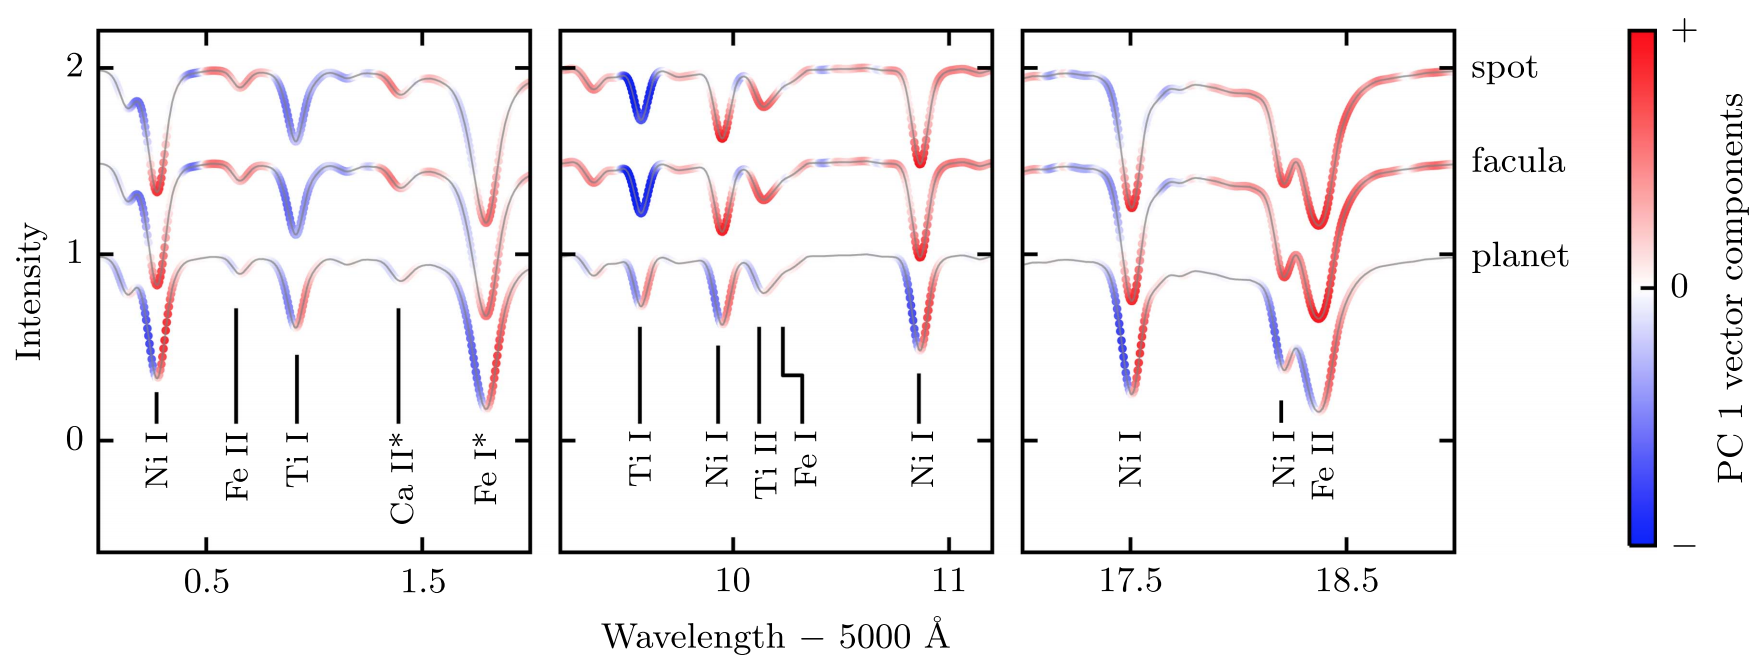 2
1
0
Intensity
0.5
1.5
10
11
17.5
18.5
Wavelength − 5000 Å
Ni I
Fe II
Ti I
Ca II*
Fe I*
Ti I
Ni I
Ti II
Fe I
Ni I
Ni I
Ni I
Fe II
spot
facula
planet
+
0
−
PC 1 vector components